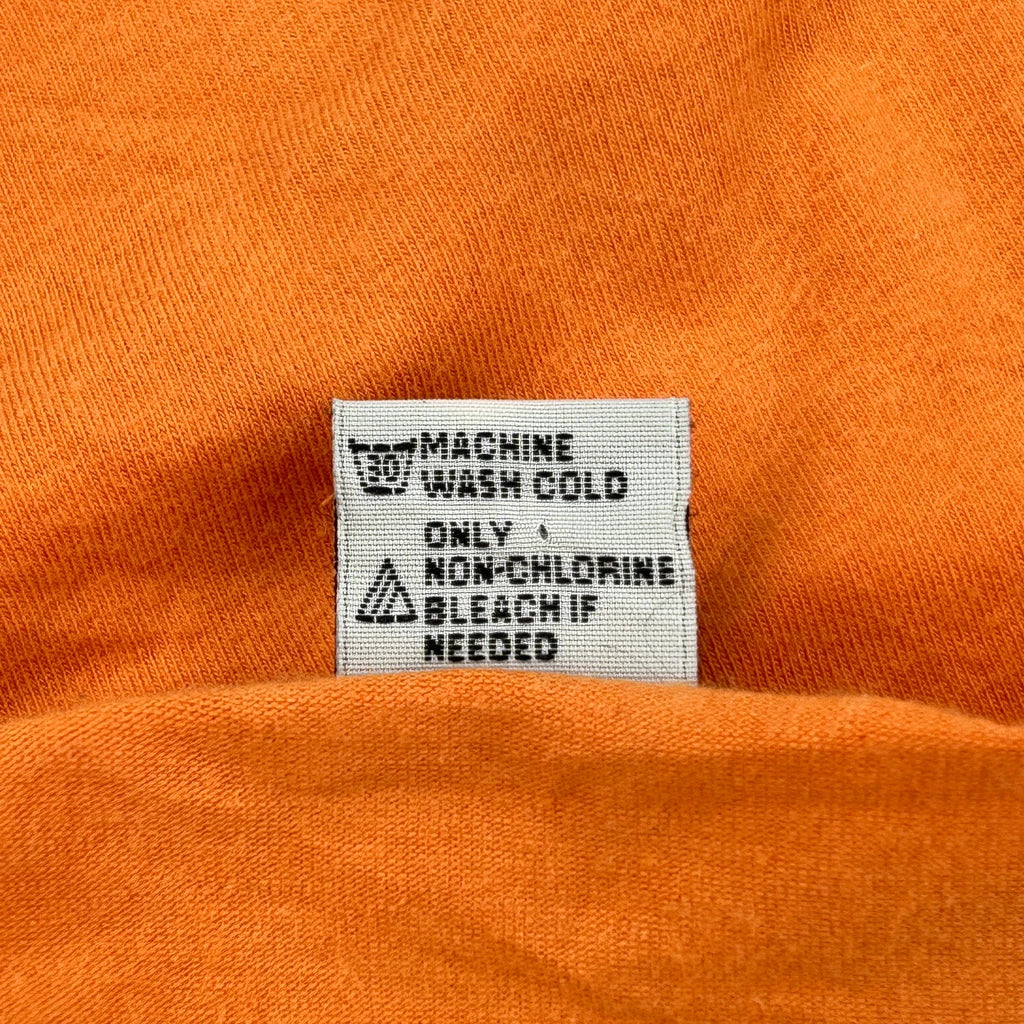 30 MACHINE
WASH COLD
ONLY
NON-CHLORINE
BLEACH IF
NEEDED